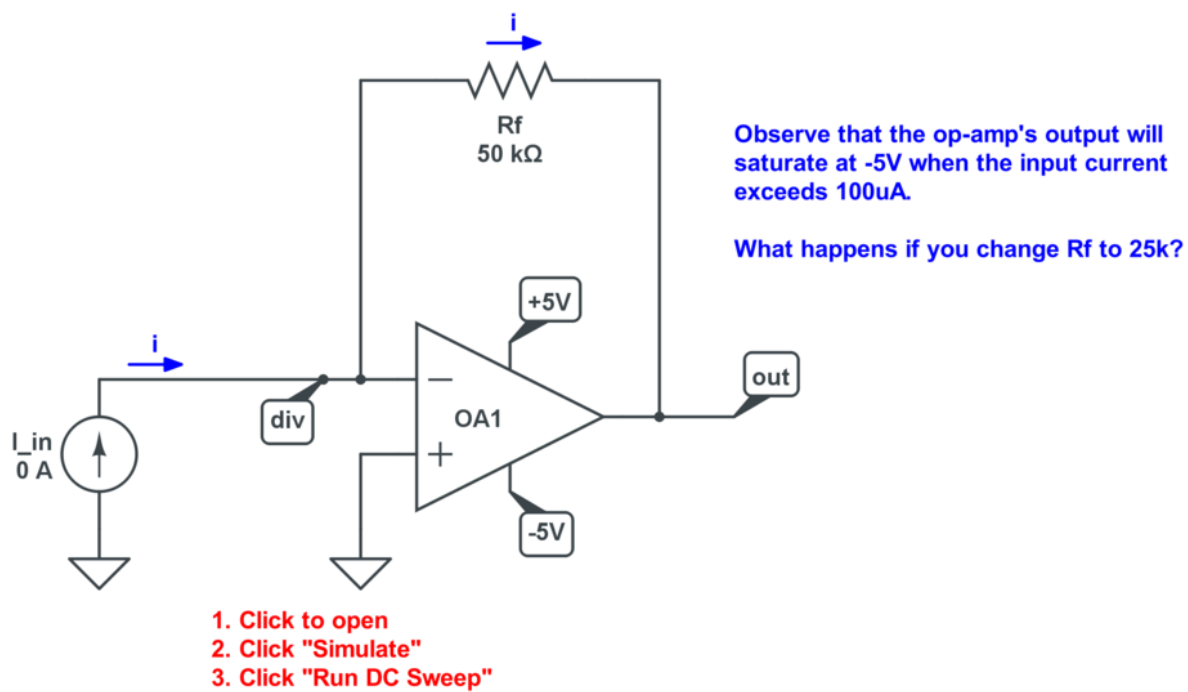 i
Rf
50 kΩ
Observe that the op-amp's output will
saturate at -5V when the input current
exceeds 100uA.
What happens if you change Rf to 25k?
+5V
i
−
out
div
OA1
I_in
0 A
+
-5V
1. Click to open
2. Click "Simulate"
3. Click "Run DC Sweep"